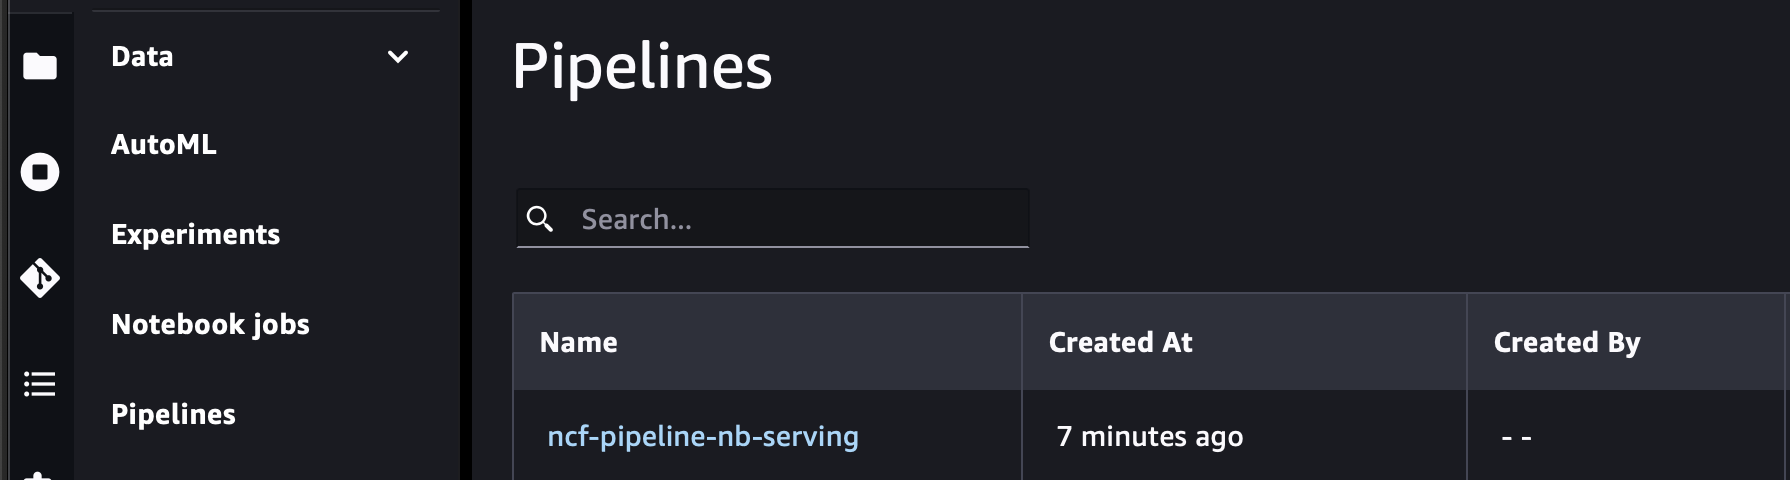 Data
AutoML
Experiments
Notebook jobs
Pipelines
Pipelines
Search...
Name Created At Created By
ncf-pipeline-nb-serving 7 minutes ago - -